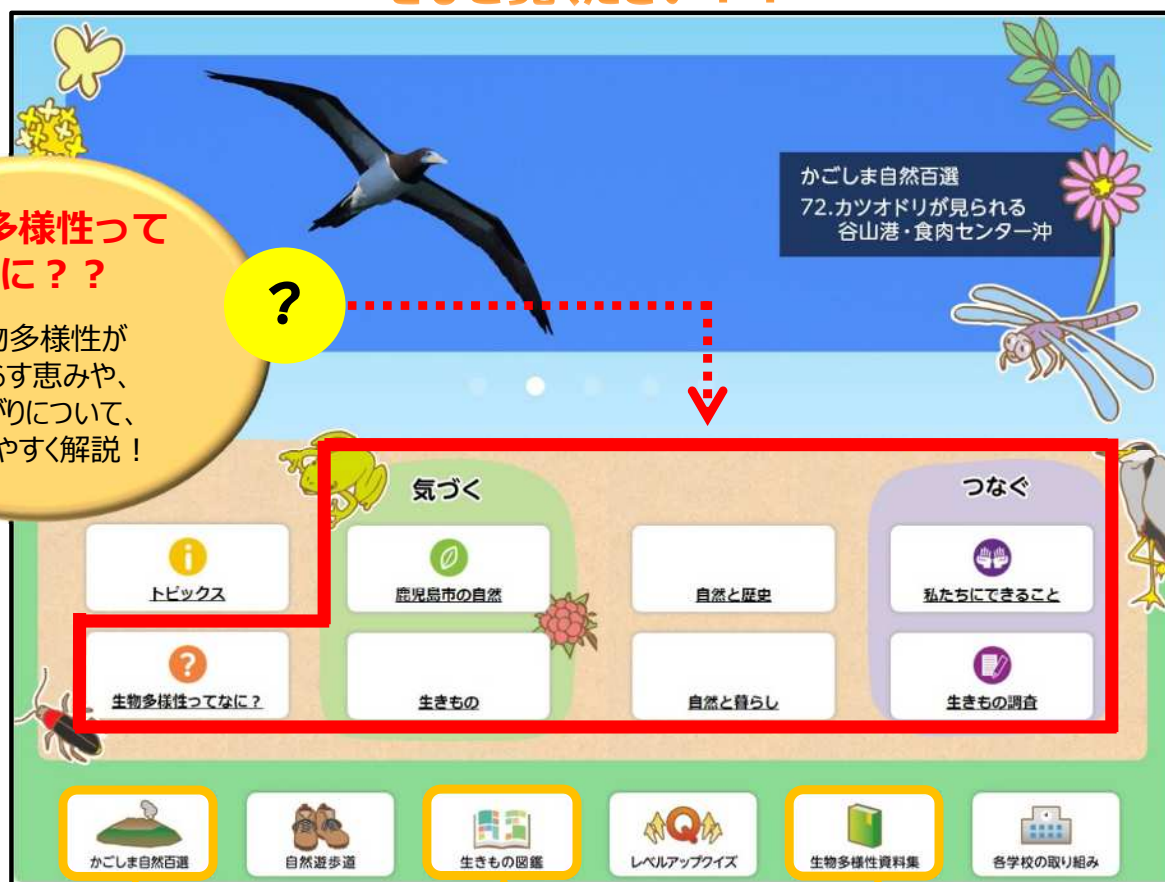 かごしま自然百選
72.カツオドリが見られる
谷山港・食肉センター沖
多様性って
に？？
?
物多様性が
らす恵みや、
がりについて、
やすく解説！
気づく
つなぐ
i
トピックス
鹿児島市の自然
自然と歴史
私たちにできること
?
生物多様性ってなに？
生きもの
自然と暮らし
生きもの調査
かごしま自然百選
自然遊歩道
生きもの図鑑
Q
レベルアップクイズ
生物多様性資料集
各学校の取り組み